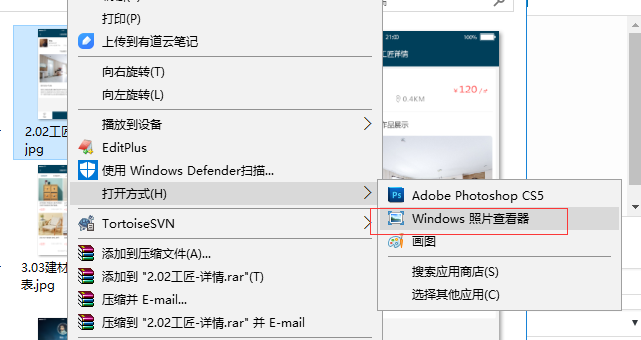 打印(P)
上传到有道云笔记
向右旋转(T)
向左旋转(L)
播放到设备
EditPlus
使用 Windows Defender扫描...
打开方式(H)
TortoiseSVN
添加到压缩文件(A)...
添加到 "2.02工匠-详情.rar"(T)
压缩并 E-mail...
压缩到 "2.02工匠-详情.rar" 并 E-mail
Adobe Photoshop CS5
Windows 照片查看器
画图
搜索应用商店(S)
选择其他应用(C)
2.02工匠
.jpg
3.03建材
表.jpg
21:00
工匠详情
¥120
0.4KM
作品展示